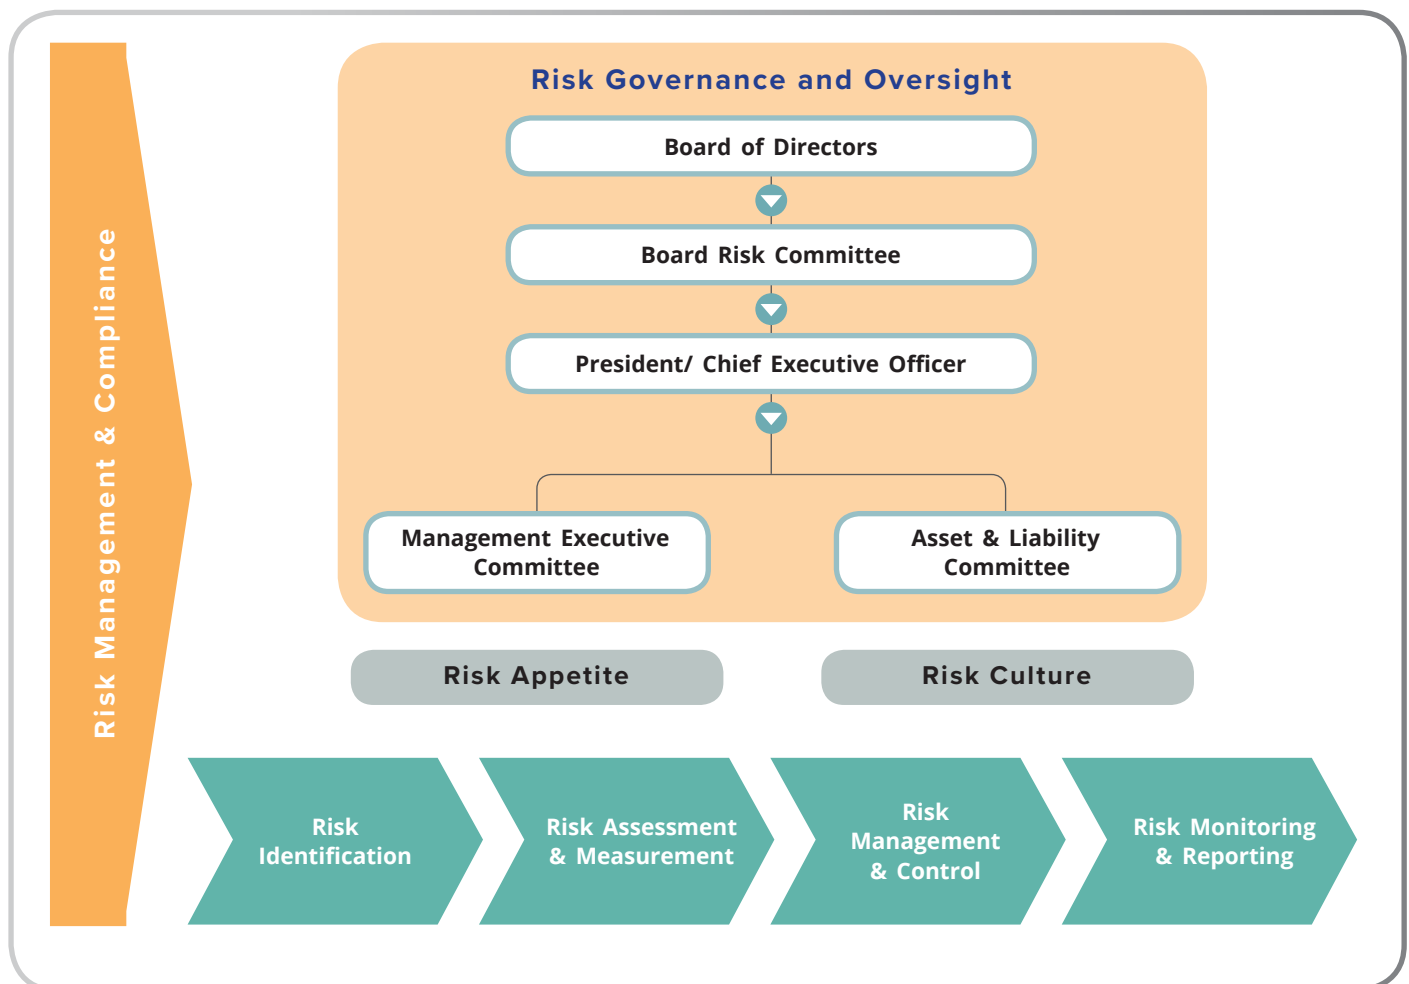 Risk Management & Compliance
Risk Governance and Oversight
Board of Directors
Board Risk Committee
President/ Chief Executive Officer
Management Executive
Committee
Asset & Liability
Committee
Risk Appetite
Risk Culture
Risk
Identification
Risk Assessment
& Measurement
Risk
Management
& Control
Risk Monitoring
& Reporting